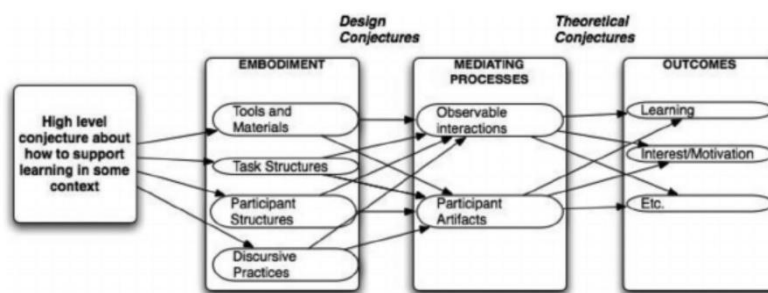 Design
Conjectures
Theoretical
Conjectures
High level
conjecture about
how to support
learning in some
context
EMBODIMENT
Tools and
Materials
Task Structures
Participant
Structures
Discursive
Practices
MEDIATING
PROCESSES
Observable
interactions
Participant
Artifacts
OUTCOMES
Learning
Interest/Motivation
Etc.